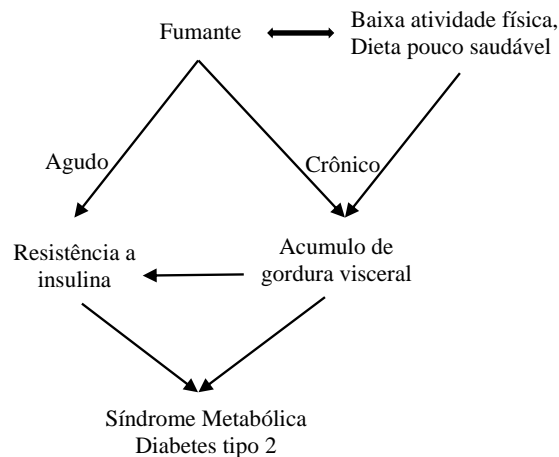 Fumante
Baixa atividade física,
Dieta pouco saudável
Agudo
Crônico
Resistência a
insulina
Acumulo de
gordura visceral
Síndrome Metabólica
Diabetes tipo 2